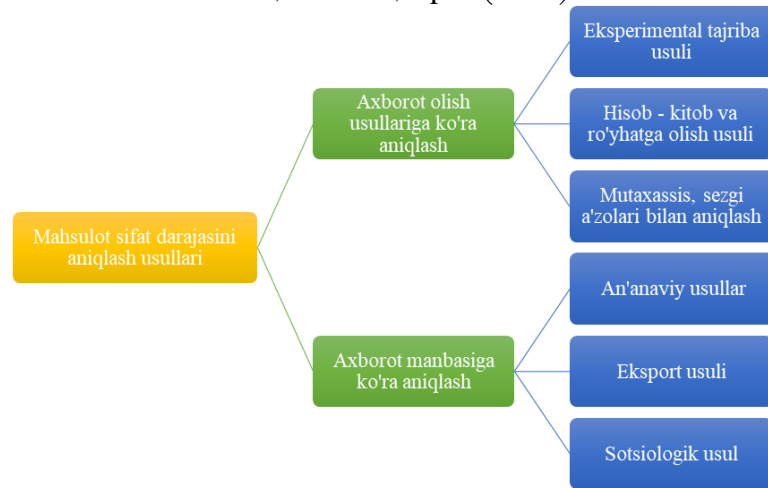 Eksperimental tajriba
usuli
Axborot olish
usullariga ko'ra
aniqlash
Hisob - kitob va
ro'yhatga olish usuli
Mutaxassis, sezgi
a'zolari bilan aniqlash
Mahsulot sifat darajasini
aniqlash usullari
An'anaviy usullar
Axborot manbasiga
ko'ra aniqlash
Eksport usuli
Sotsiologik usul